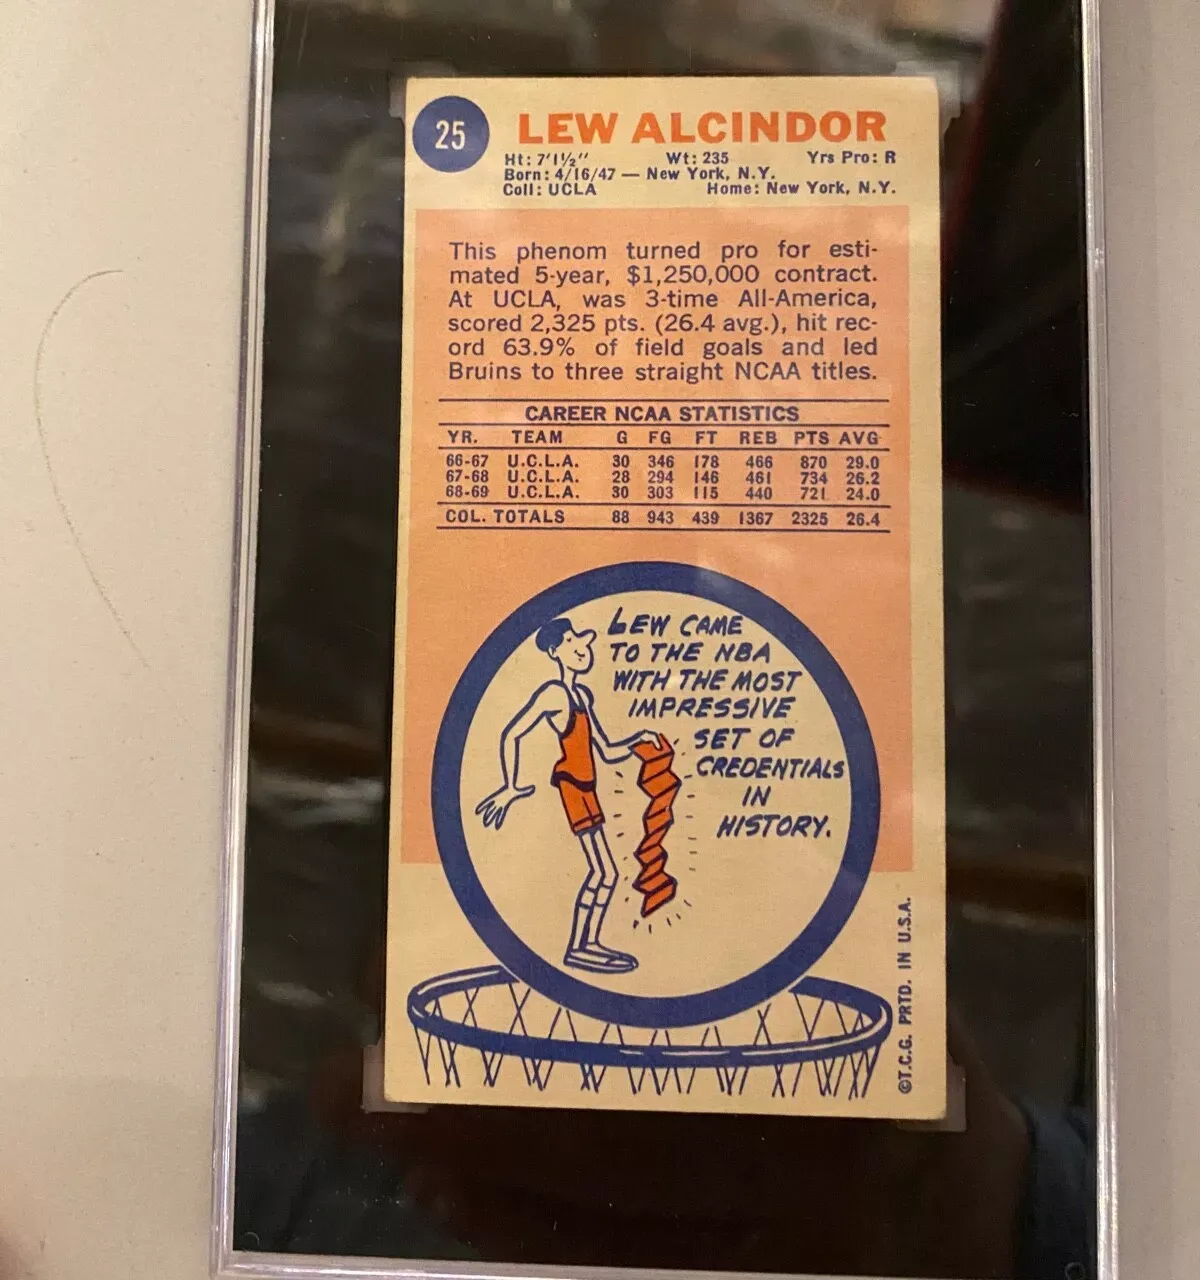 25
LEW ALCINDOR
Ht: 7'1½" Wt: 235 Yrs Pro: R
Born: 4/16/47 — New York, N.Y.
Coll: UCLA Home: New York, N.Y.
This phenom turned pro for esti-
mated 5-year, $1,250,000 contract.
At UCLA, was 3-time All-America,
scored 2,325 pts. (26.4 avg.), hit rec-
ord 63.9% of field goals and led
Bruins to three straight NCAA titles.
CAREER NCAA STATISTICS
YR. TEAM G FG FT REB PTS AVG
66-67 U.C.L.A. 30 346 178 466 870 29.0
67-68 U.C.L.A. 28 294 146 461 734 26.2
68-69 U.C.L.A. 30 303 115 440 721 24.0
COL. TOTALS 88 943 439 1367 2325 26.4
LEW CAME
TO THE NBA
WITH THE MOST
IMPRESSIVE
SET OF
CREDENTIALS
IN
HISTORY.
©T.C.G. PRTD. IN U.S.A.